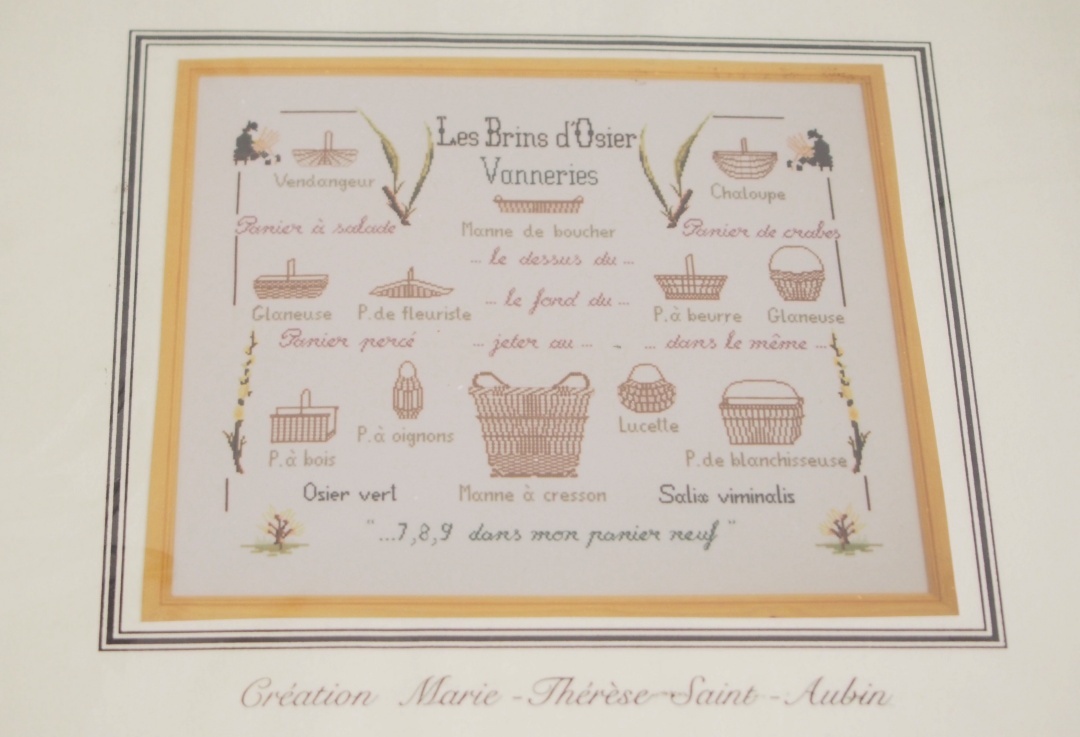 Les Brins d'Osier
Vanneries
Vendangeur
Chaloupe
Panier à salade
Manne de boucher
Panier de crabes
... le dessus du ...
Glaneuse
P. de fleuriste
... le fond du ...
P. à beurre
Glaneuse
Panier percé
... jeter au ...
... dans le même ...
P. à bois
P. à oignons
Lucette
P. de blanchisseuse
Osier vert
Manne à cresson
Salix viminalis
"...7,8,9 dans mon panier neuf"
Création Marie-Thérèse-Saint-Aubin